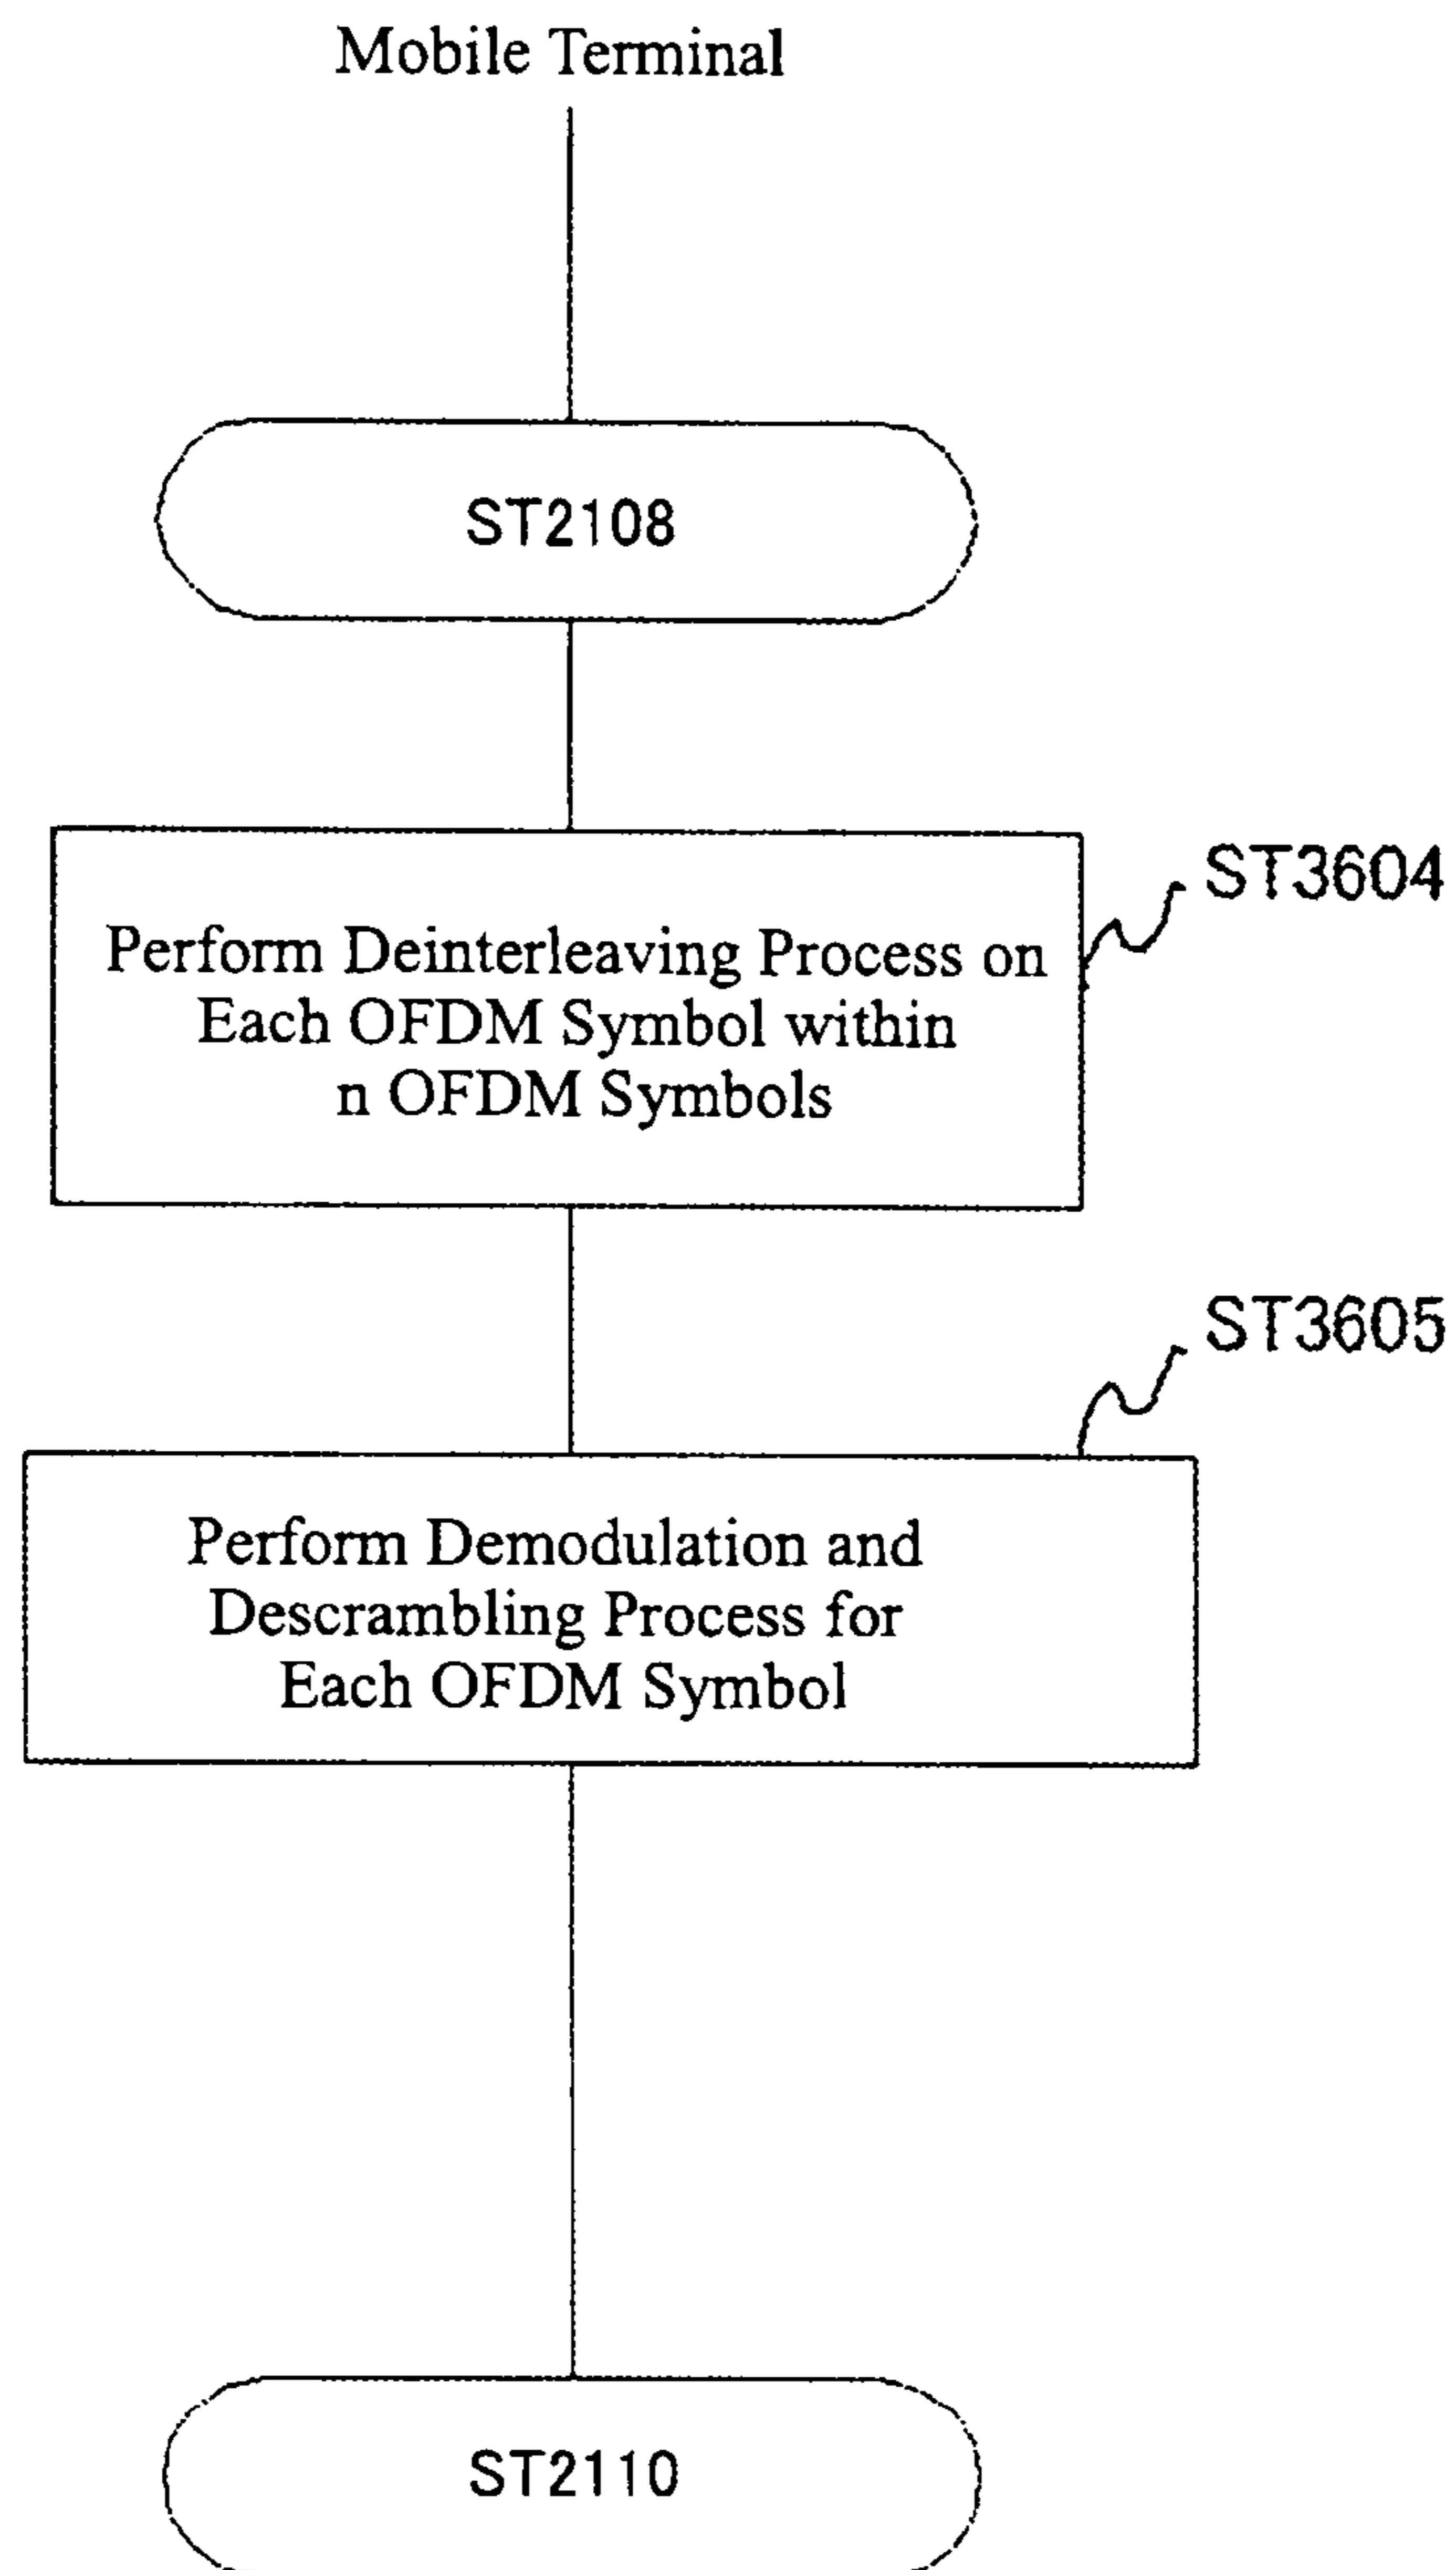 Mobile Terminal
ST2108
ST3604
Perform Deinterleaving Process on
Each OFDM Symbol within
n OFDM Symbols
ST3605
Perform Demodulation and
Descrambling Process for
Each OFDM Symbol
ST2110